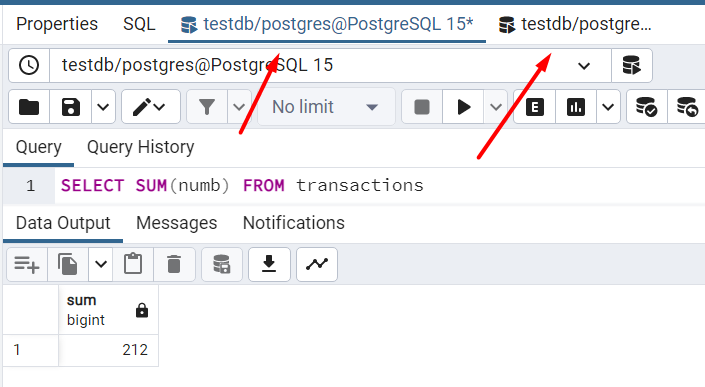 Properties SQL testdb/postgres@PostgreSQL 15* testdb/postgre...
testdb/postgres@PostgreSQL 15
No limit
E
Query Query History
1 SELECT SUM(numb) FROM transactions
Data Output Messages Notifications
sum
bigint
1 212